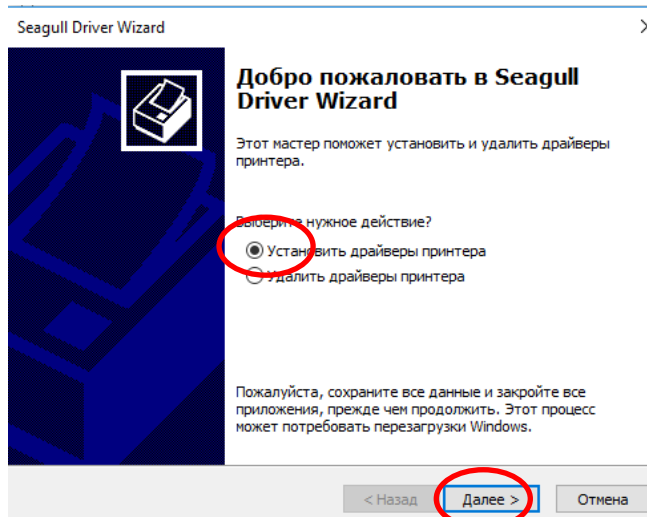 Seagull Driver Wizard
Добро пожаловать в Seagull
Driver Wizard
Этот мастер поможет установить и удалить драйверы
принтера.
Выберите нужное действие?
Установить драйверы принтера
Удалить драйверы принтера
Пожалуйста, сохраните все данные и закройте все
приложения, прежде чем продолжить. Этот процесс
может потребовать перезагрузки Windows.
< Назад Далее > Отмена